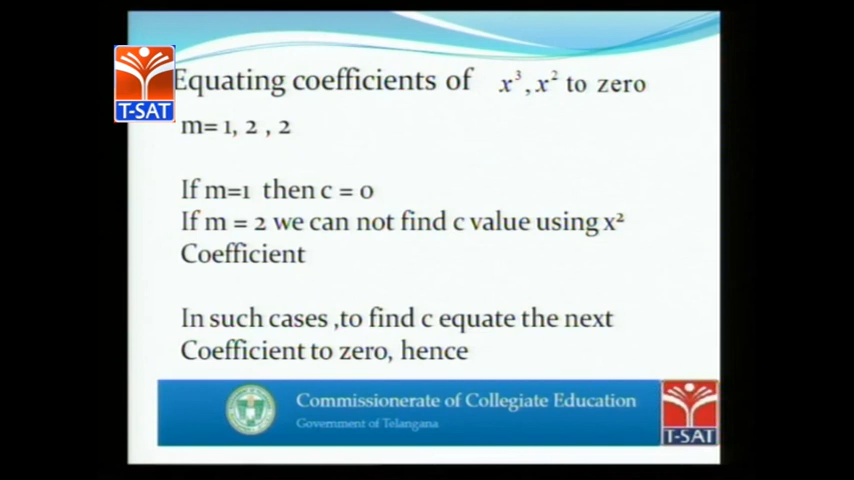 Equating coefficients of x³, x² to zero
T-SAT
m= 1, 2 , 2
If m=1 then c = 0
If m = 2 we can not find c value using x²
Coefficient
In such cases ,to find c equate the next
Coefficient to zero, hence
Commissionerate of Collegiate Education
Government of Telangana
T-SAT